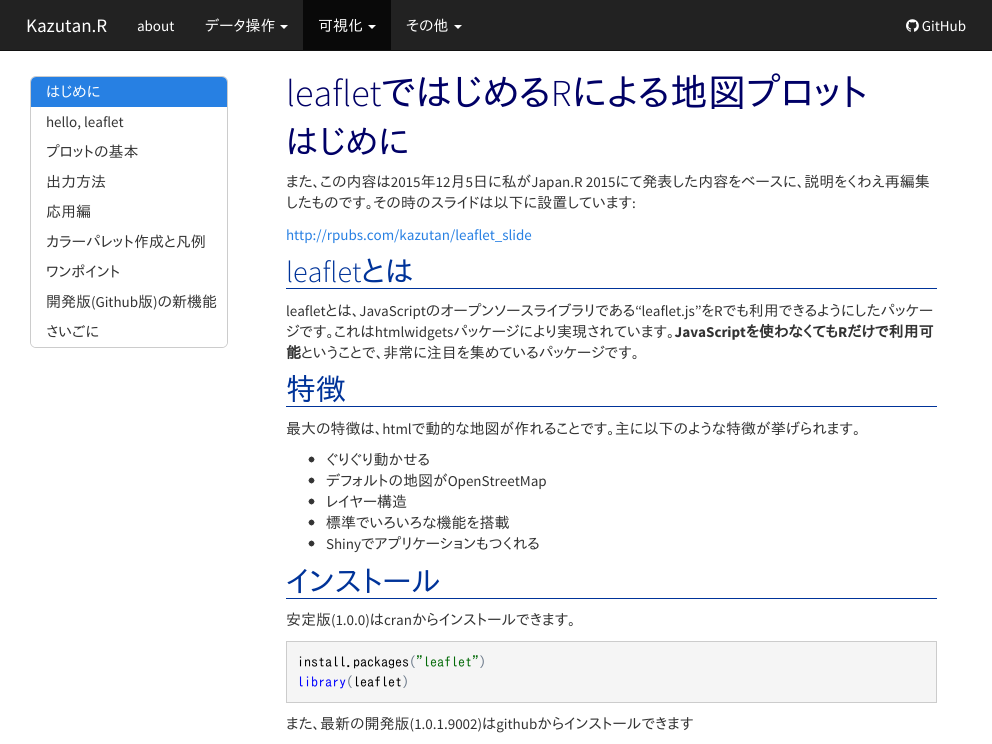 Kazutan.R about データ操作 可視化 その他 GitHub
はじめに
hello, leaflet
プロットの基本
出力方法
応用編
カラーパレット作成と凡例
ワンポイント
開発版(Github版)の新機能
さいごに
leafletではじめるRによる地図プロット
はじめに
また、この内容は2015年12月5日に私がJapan.R 2015にて発表した内容をベースに、説明をくわえ再編集
したものです。その時のスライドは以下に設置しています:
http://rpubs.com/kazutan/leaflet_slide
leafletとは
leafletとは、JavaScriptのオープンソースライブラリである“leaflet.js”をRでも利用できるようにしたパッケー
ジです。これはhtmlwidgetsパッケージにより実現されています。JavaScriptを使わなくてもRだけで利用可
能ということで、非常に注目を集めているパッケージです。
特徴
最大の特徴は、htmlで動的な地図が作れることです。主に以下のような特徴が挙げられます。
• ぐりぐり動かせる
• デフォルトの地図がOpenStreetMap
• レイヤー構造
• 標準でいろいろな機能を搭載
• Shinyでアプリケーションもつくれる
インストール
安定版(1.0.0)はcranからインストールできます。
install.packages("leaflet")
library(leaflet)
また、最新の開発版(1.0.1.9002)はgithubからインストールできます